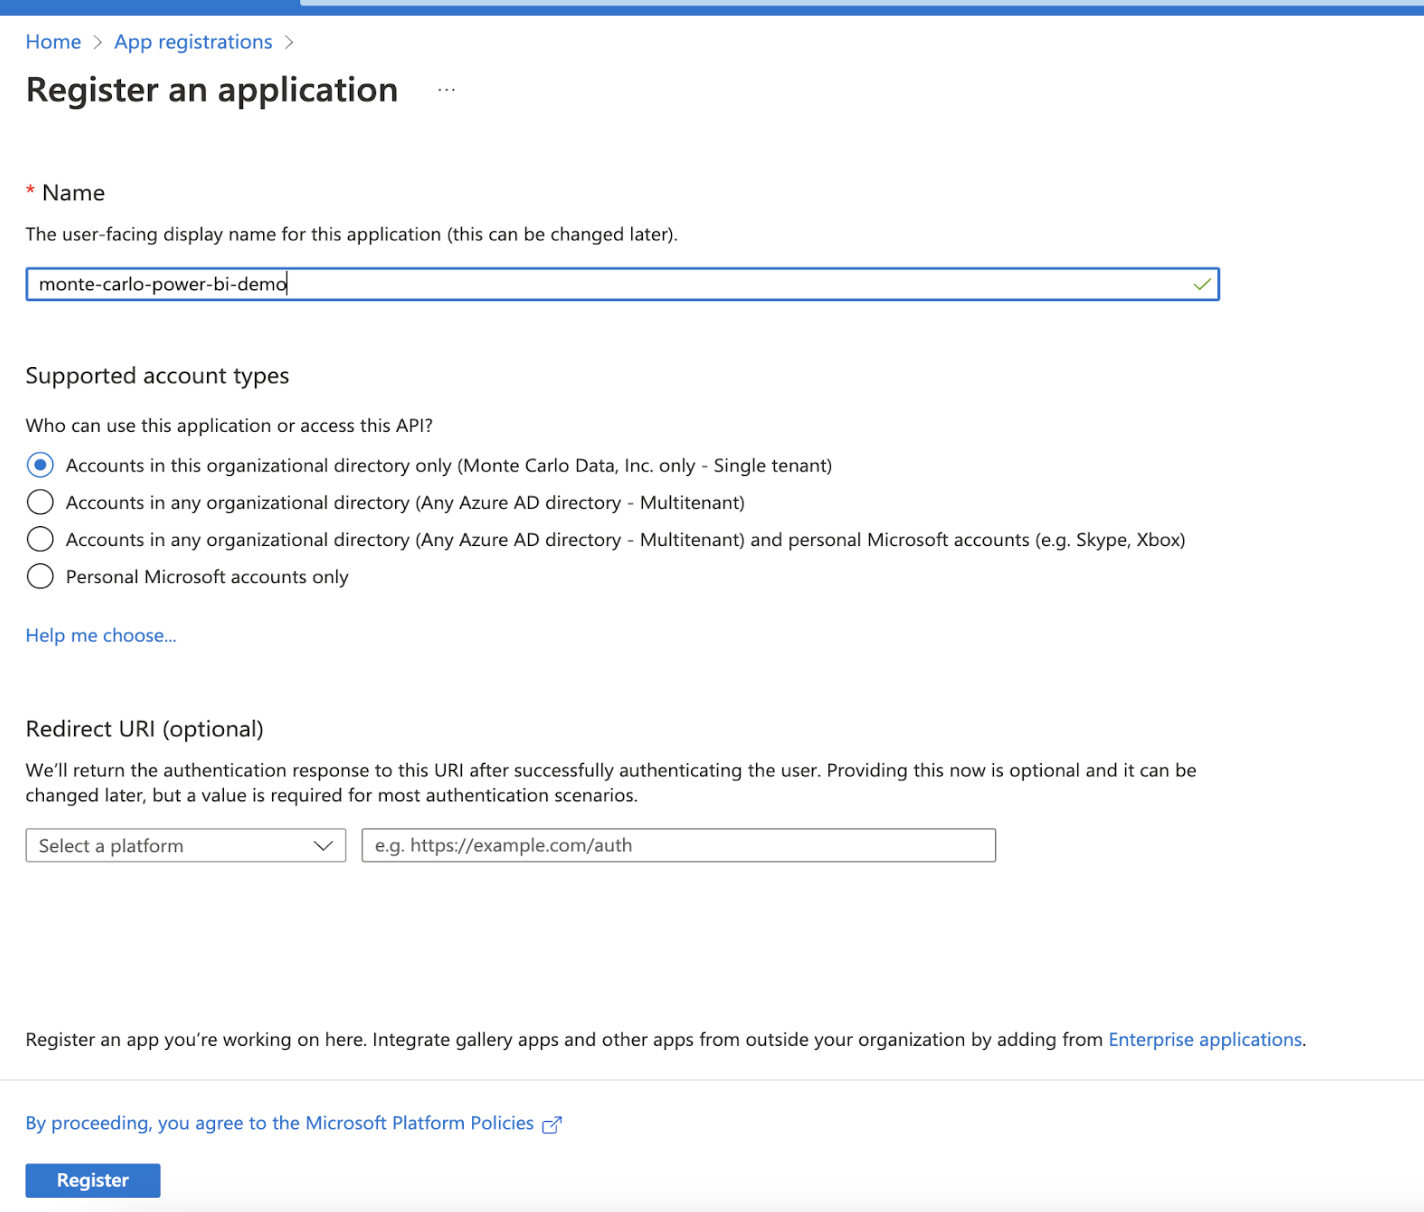 Home > App registrations >
Register an application ...
* Name
The user-facing display name for this application (this can be changed later).
monte-carlo-power-bi-demo
Supported account types
Who can use this application or access this API?
Accounts in this organizational directory only (Monte Carlo Data, Inc. only - Single tenant)
Accounts in any organizational directory (Any Azure AD directory - Multitenant)
Accounts in any organizational directory (Any Azure AD directory - Multitenant) and personal Microsoft accounts (e.g. Skype, Xbox)
Personal Microsoft accounts only
Help me choose...
Redirect URI (optional)
We'll return the authentication response to this URI after successfully authenticating the user. Providing this now is optional and it can be
changed later, but a value is required for most authentication scenarios.
Select a platform e.g. https://example.com/auth
Register an app you're working on here. Integrate gallery apps and other apps from outside your organization by adding from Enterprise applications.
By proceeding, you agree to the Microsoft Platform Policies
Register